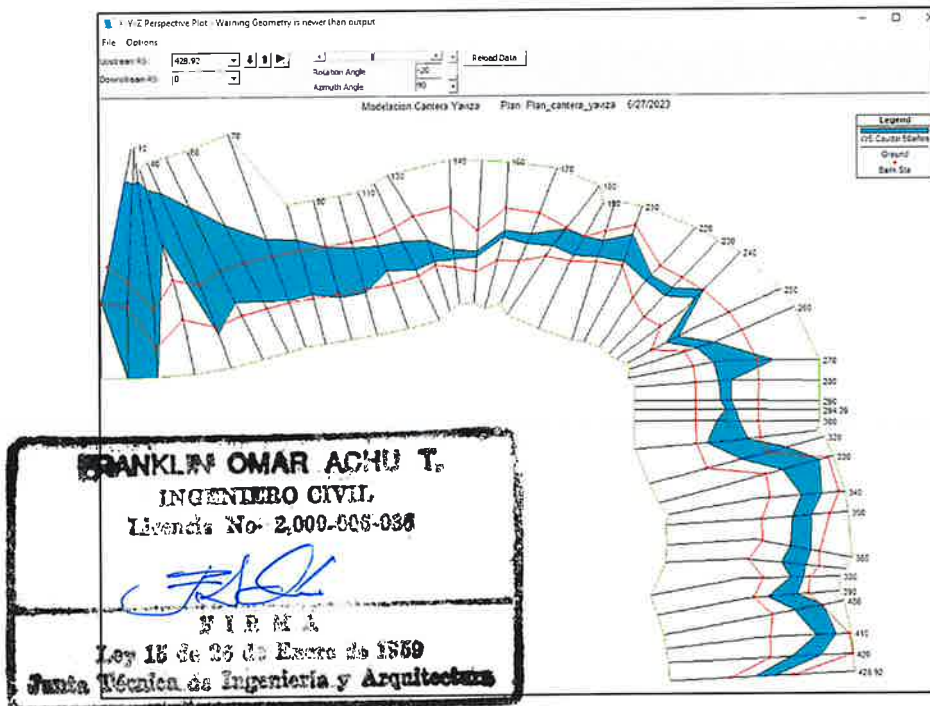 X-Y-Z Perspective Plot - Warning Geometry is newer than output
File Options
Upstream RS: 428.92
Downstream RS: 0
Rotation Angle -20
Azimuth Angle 90
Reload Data
Modelacion Cantera Yaviza Plan: Plan_cantera_yaviza 6/27/2023
Legend
Ground
Bank Sta
10
40
70
90
110
130
140
160
170
180
190
210
220
230
240
250
260
270
280
290
294.36
300
320
330
340
350
360
390
400
410
420
428.92
FRANKLIN OMAR ACHU T.
INGENIERO CIVIL
Licencia No. 2,000-006-036
FIRMA
Ley 15 de 26 de Enero de 1959
Junta Técnica de Ingeniería y Arquitectura